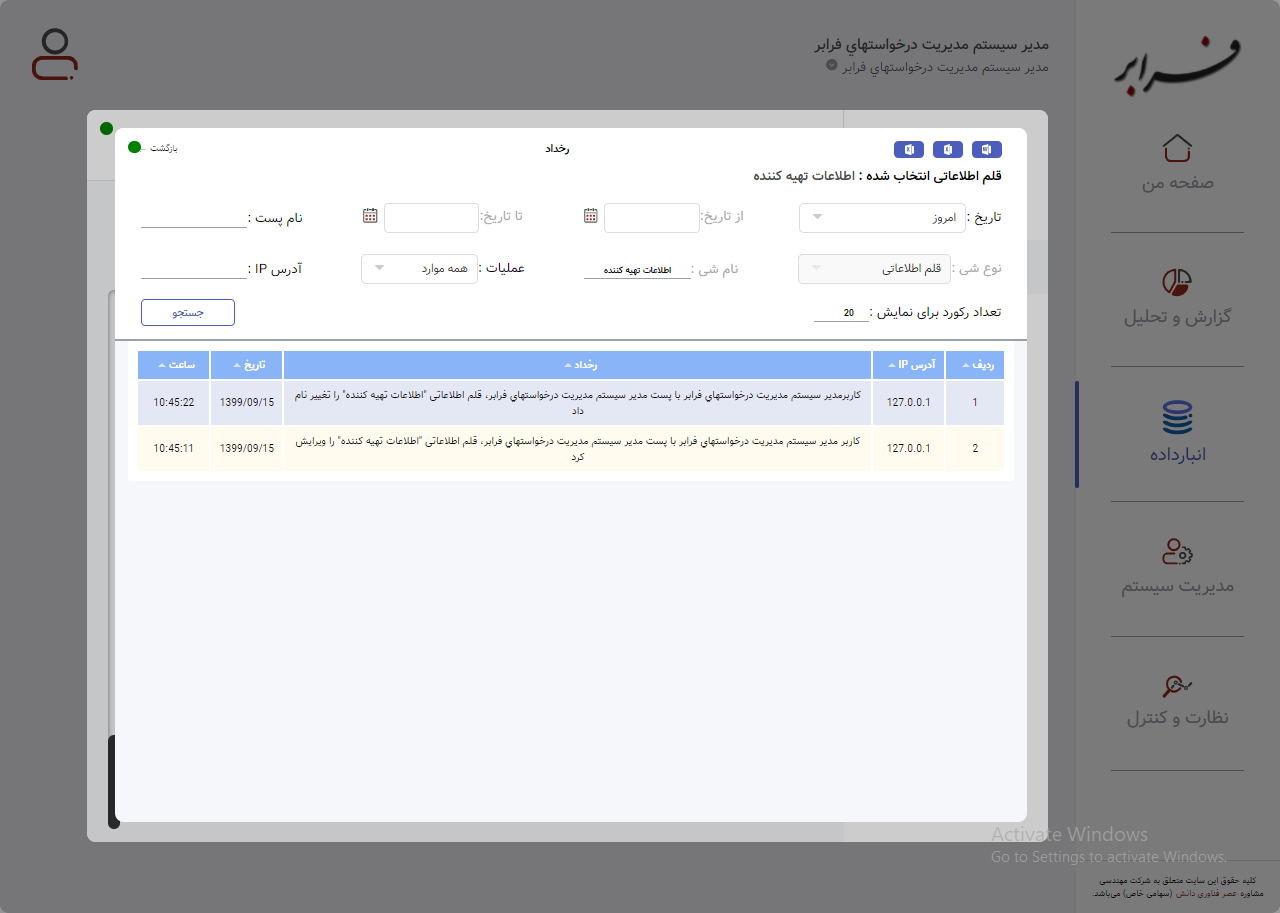 مدیر سیستم مدیریت درخواستهاي فرابر
مدیر سیستم مدیریت درخواستهاي فرابر
فرابر
صفحه من
گزارش و تحلیل
انبارداده
مدیریت سیستم
نظارت و کنترل
رخداد
بازگشت
قلم اطلاعاتی انتخاب شده : اطلاعات تهیه کننده
تاریخ : امروز از تاریخ: تا تاریخ: نام پست :
نوع شی : قلم اطلاعاتی نام شی : اطلاعات تهیه کننده عملیات : همه موارد آدرس IP :
تعداد رکورد برای نمایش : 20 جستجو
ردیف آدرس IP رخداد تاریخ ساعت
1 127.0.0.1 کاربرمدیر سیستم مدیریت درخواستهاي فرابر با پست مدیر سیستم مدیریت درخواستهاي فرابر، قلم اطلاعاتی "اطلاعات تهیه کننده" را تغییر نام 1399/09/15 10:45:22
داد
2 127.0.0.1 کاربر مدیر سیستم مدیریت درخواستهاي فرابر با پست مدیر سیستم مدیریت درخواستهاي فرابر، قلم اطلاعاتی "اطلاعات تهیه کننده" را ویرایش 1399/09/15 10:45:11
کرد
Activate Windows
Go to Settings to activate Windows.
کلیه حقوق این سایت متعلق به شرکت مهندسی
مشاوره عصر فناوری دانش (سهامی خاص) می‌باشد.